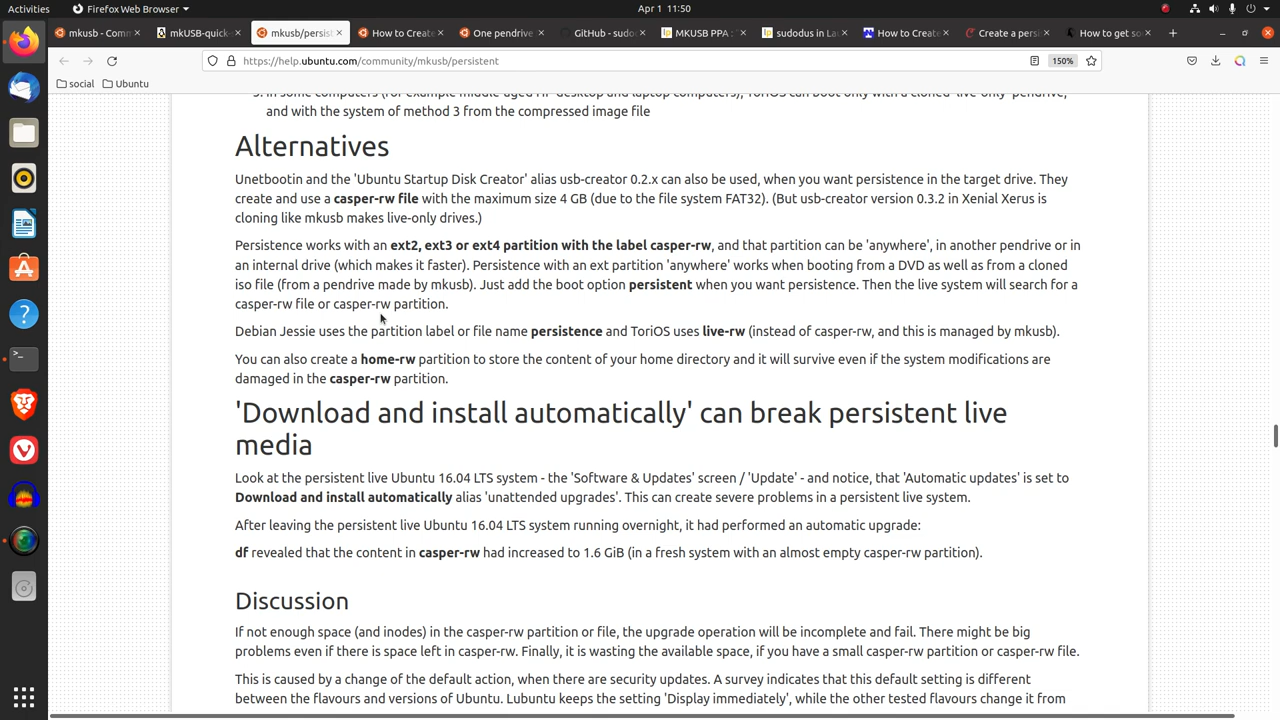 Activities
Firefox Web Browser
Apr 1 11:50
mkusb - Comm
mkUSB-quick-
mkusb/persist
How to Create
One pendrive
GitHub - sudo
MKUSB PPA :
sudodus in La
How to Create
Create a persi
How to get so
https://help.ubuntu.com/community/mkusb/persistent
150%
social
Ubuntu
and with the system of method 3 from the compressed image file
Alternatives
Unetbootin and the 'Ubuntu Startup Disk Creator' alias usb-creator 0.2.x can also be used, when you want persistence in the target drive. They
create and use a casper-rw file with the maximum size 4 GB (due to the file system FAT32). (But usb-creator version 0.3.2 in Xenial Xerus is
cloning like mkusb makes live-only drives.)
Persistence works with an ext2, ext3 or ext4 partition with the label casper-rw, and that partition can be 'anywhere', in another pendrive or in
an internal drive (which makes it faster). Persistence with an ext partition 'anywhere' works when booting from a DVD as well as from a cloned
iso file (from a pendrive made by mkusb). Just add the boot option persistent when you want persistence. Then the live system will search for a
casper-rw file or casper-rw partition.
Debian Jessie uses the partition label or file name persistence and ToriOS uses live-rw (instead of casper-rw, and this is managed by mkusb).
You can also create a home-rw partition to store the content of your home directory and it will survive even if the system modifications are
damaged in the casper-rw partition.
'Download and install automatically' can break persistent live
media
Look at the persistent live Ubuntu 16.04 LTS system - the 'Software & Updates' screen / 'Update' - and notice, that 'Automatic updates' is set to
Download and install automatically alias 'unattended upgrades'. This can create severe problems in a persistent live system.
After leaving the persistent live Ubuntu 16.04 LTS system running overnight, it had performed an automatic upgrade:
df revealed that the content in casper-rw had increased to 1.6 GiB (in a fresh system with an almost empty casper-rw partition).
Discussion
If not enough space (and inodes) in the casper-rw partition or file, the upgrade operation will be incomplete and fail. There might be big
problems even if there is space left in casper-rw. Finally, it is wasting the available space, if you have a small casper-rw partition or casper-rw file.
This is caused by a change of the default action, when there are security updates. A survey indicates that this default setting is different
between the flavours and versions of Ubuntu. Lubuntu keeps the setting 'Display immediately', while the other tested flavours change it from